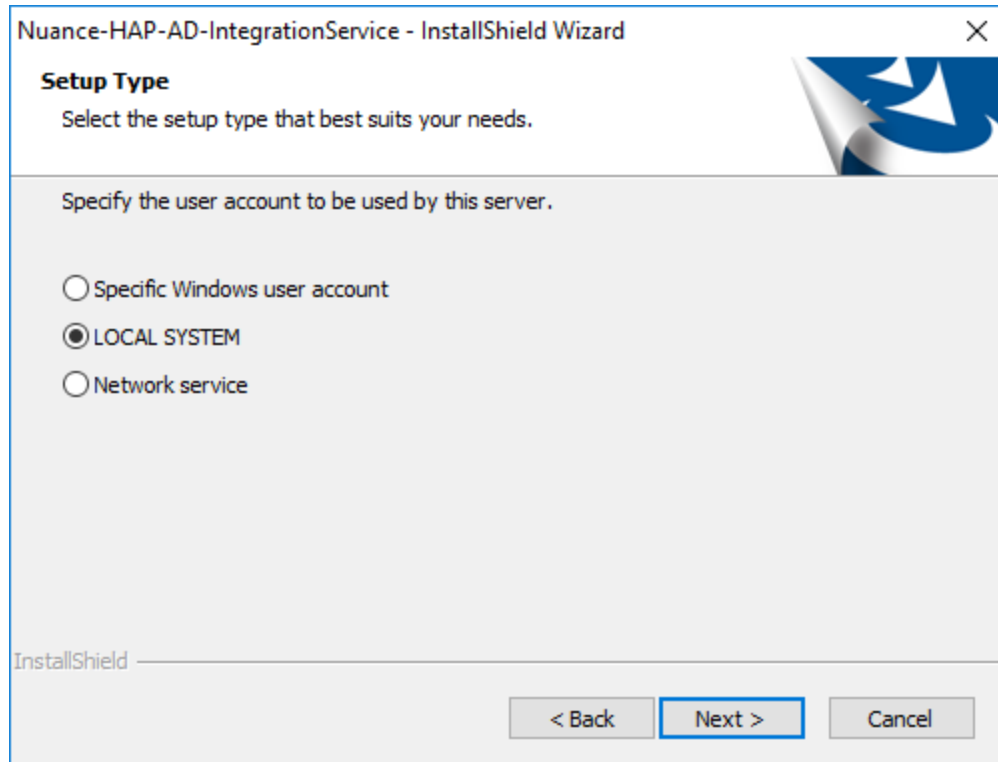 Nuance-HAP-AD-IntegrationService - InstallShield Wizard
Setup Type
Select the setup type that best suits your needs.
Specify the user account to be used by this server.
Specific Windows user account
LOCAL SYSTEM
Network service
InstallShield
< Back Next > Cancel